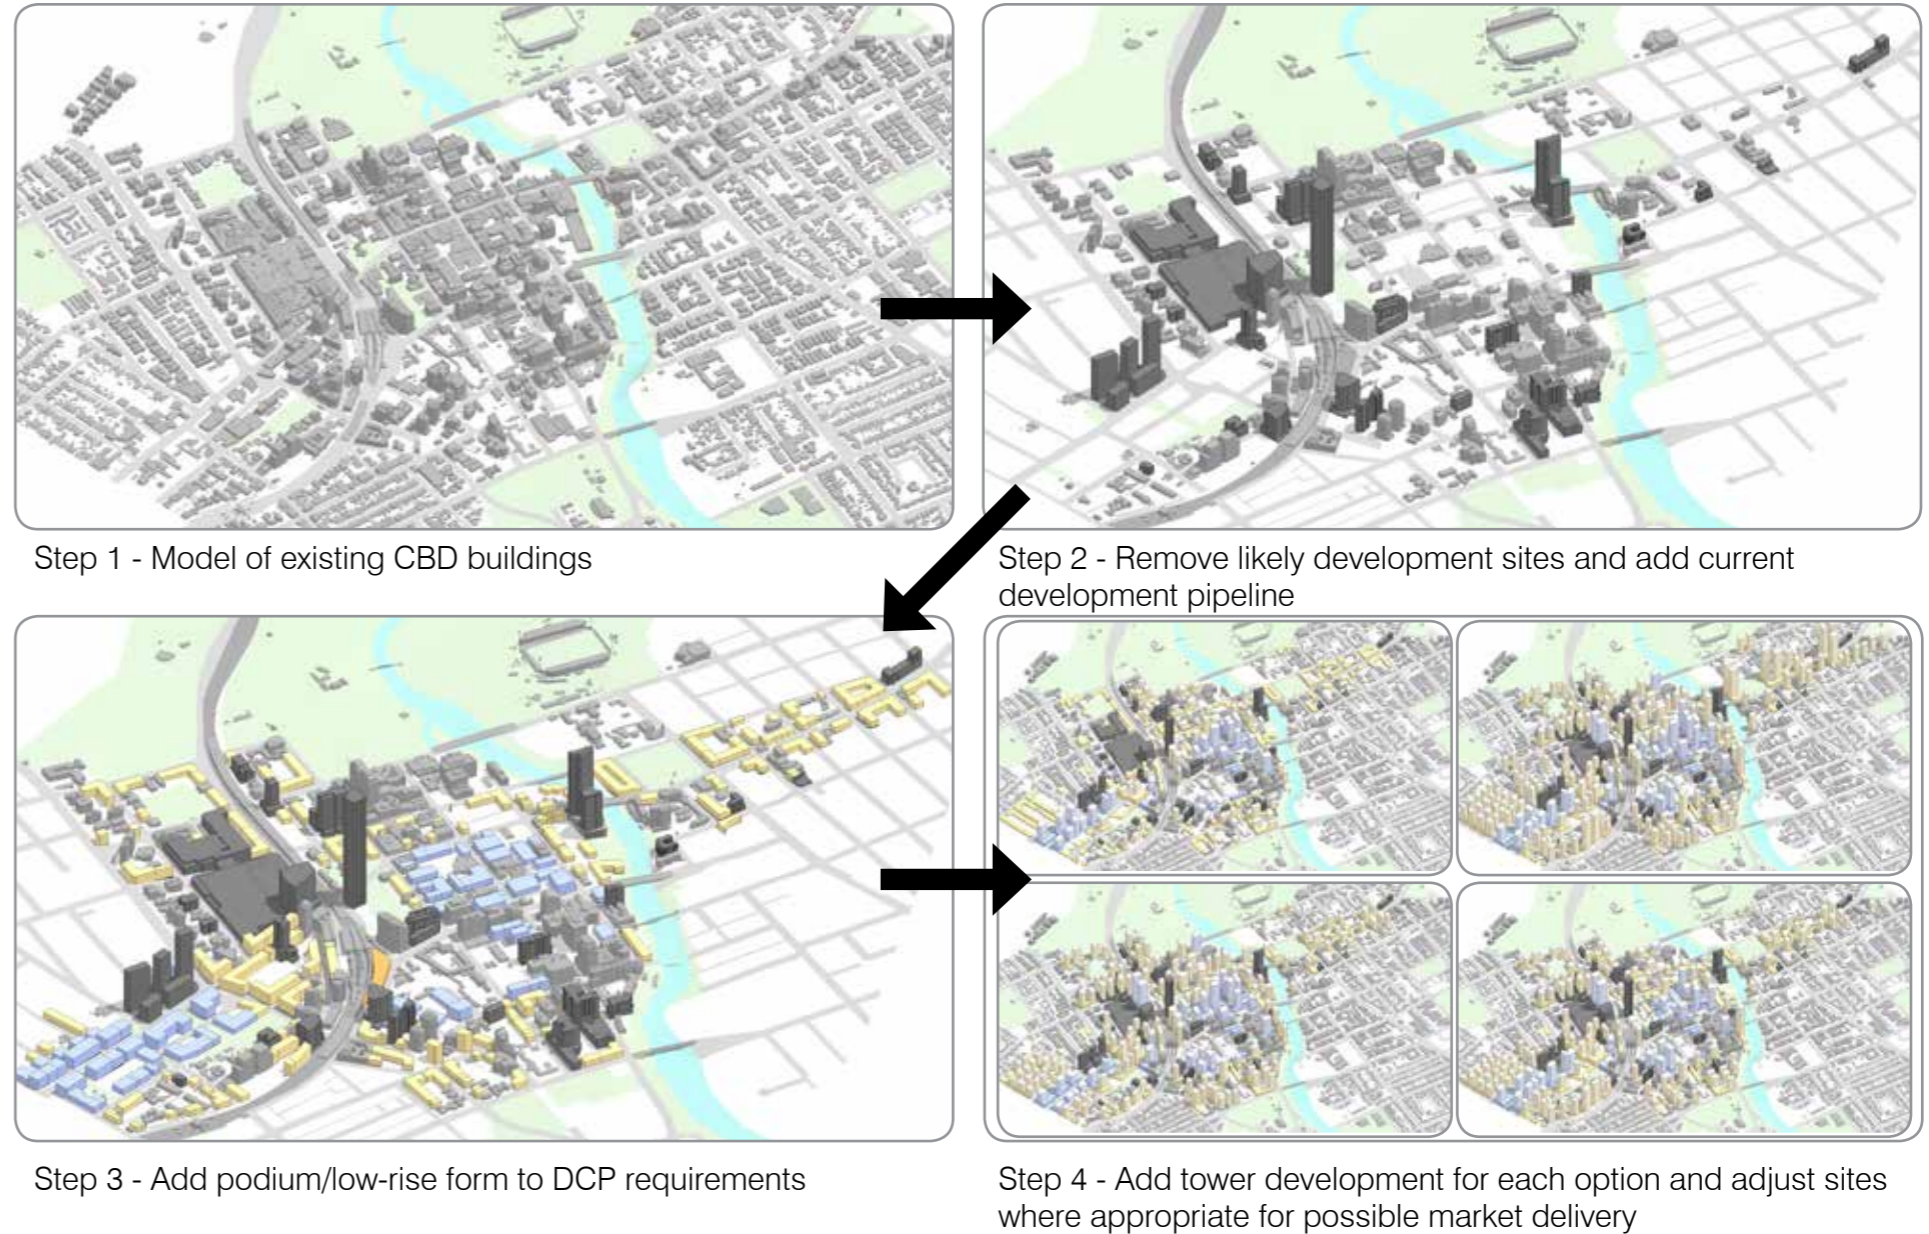 Step 1 - Model of existing CBD buildings
Step 2 - Remove likely development sites and add current
development pipeline
Step 3 - Add podium/low-rise form to DCP requirements
Step 4 - Add tower development for each option and adjust sites
where appropriate for possible market delivery